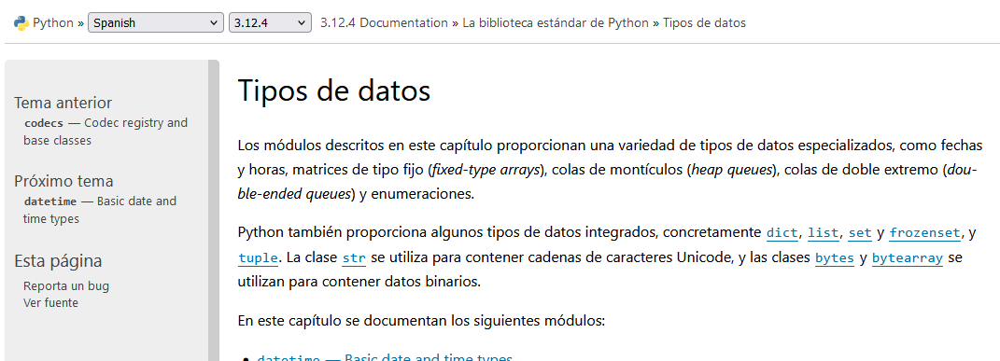 Python » Spanish 3.12.4 3.12.4 Documentation » La biblioteca estándar de Python » Tipos de datos
Tema anterior
codecs — Codec registry and
base classes
Próximo tema
datetime — Basic date and
time types
Esta página
Reporta un bug
Ver fuente
Tipos de datos
Los módulos descritos en este capítulo proporcionan una variedad de tipos de datos especializados, como fechas
y horas, matrices de tipo fijo (fixed-type arrays), colas de montículos (heap queues), colas de doble extremo (dou-
ble-ended queues) y enumeraciones.
Python también proporciona algunos tipos de datos integrados, concretamente dict, list, set y frozenset, y
tuple. La clase str se utiliza para contener cadenas de caracteres Unicode, y las clases bytes y bytearray se
utilizan para contener datos binarios.
En este capítulo se documentan los siguientes módulos:
• datetime — Basic date and time types